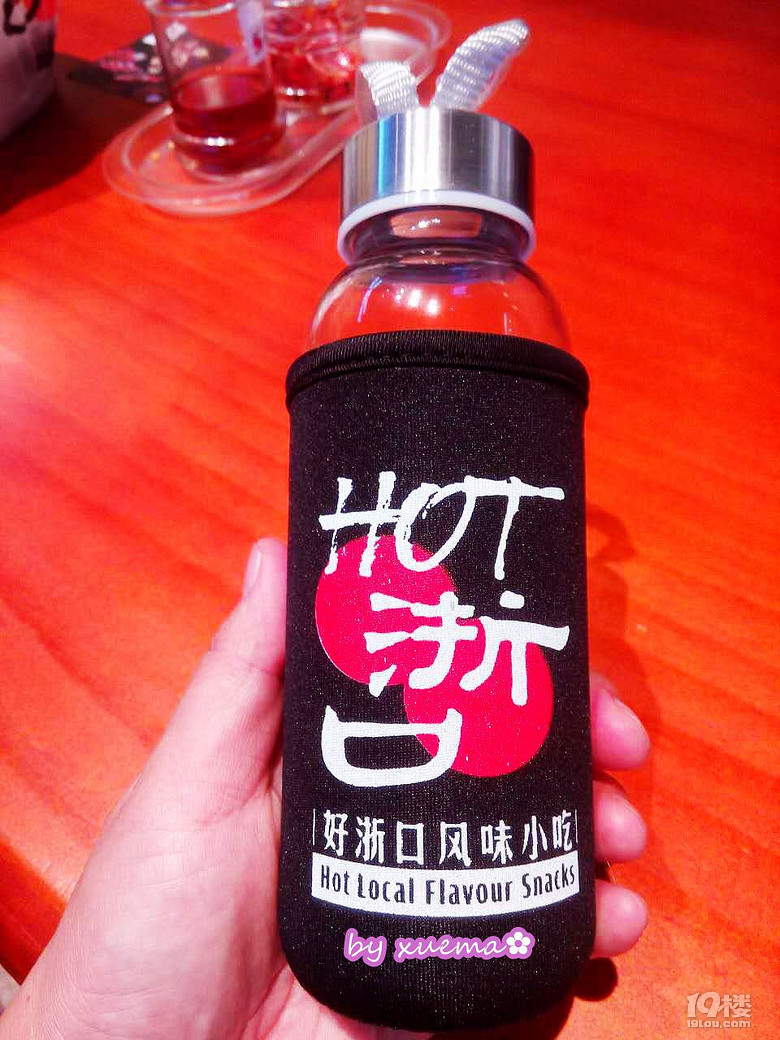 HOT
浙
口
好浙口风味小吃
Hot Local Flavour Snacks
by xuema
19楼
19lou.com